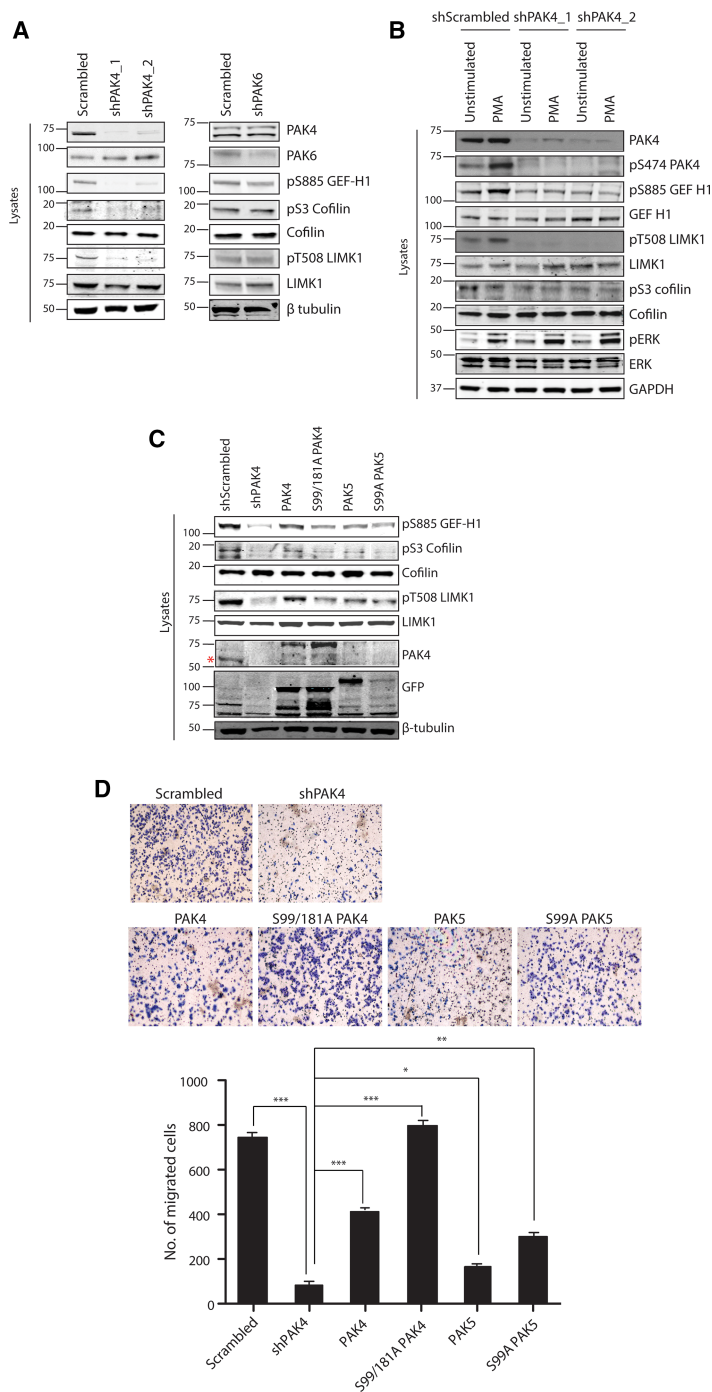 A
Scrambled
shPAK4_1
shPAK4_2
Scrambled
shPAK6
Lysates
75
100
100
20
20
75
75
50
75
100
20
20
75
75
50
PAK4
PAK6
pS885 GEF-H1
pS3 Cofilin
Cofilin
pT508 LIMK1
LIMK1
β tubulin
B
shScrambled
shPAK4_1
shPAK4_2
Unstimulated
PMA
Unstimulated
PMA
Unstimulated
PMA
Lysates
75
75
100
100
75
75
20
20
50
50
37
PAK4
pS474 PAK4
pS885 GEF H1
GEF H1
pT508 LIMK1
LIMK1
pS3 cofilin
Cofilin
pERK
ERK
GAPDH
C
shScrambled
shPAK4
PAK4
S99/181A PAK4
PAK5
S99A PAK5
Lysates
100
20
20
75
75
75
*
50
100
75
50
pS885 GEF-H1
pS3 Cofilin
Cofilin
pT508 LIMK1
LIMK1
PAK4
GFP
β-tubulin
D
Scrambled
shPAK4
PAK4
S99/181A PAK4
PAK5
S99A PAK5
**
*
***
***
***
No. of migrated cells
1000
800
600
400
200
0
Scrambled
shPAK4
PAK4
S99/181A PAK4
PAK5
S99A PAK5